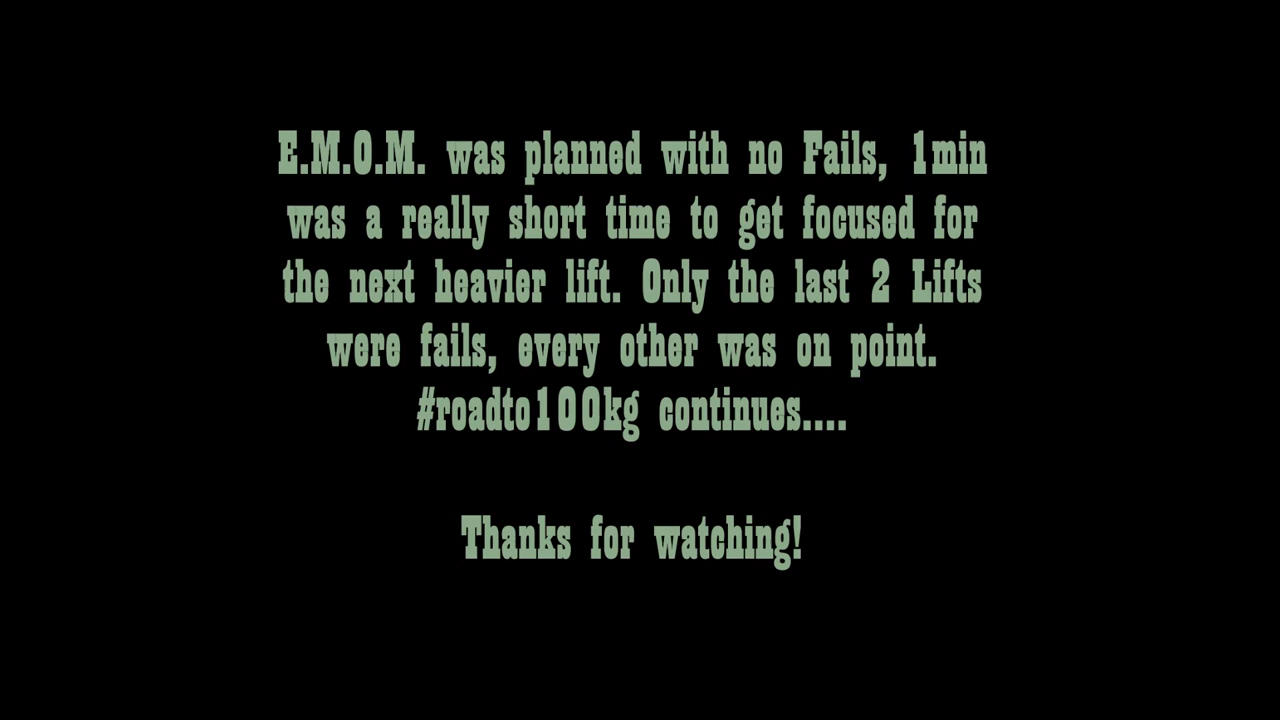 E.M.O.M. was planned with no Fails, 1min
was a really short time to get focused for
the next heavier lift. Only the last 2 Lifts
were fails, every other was on point.
#roadto100kg continues....
Thanks for watching!